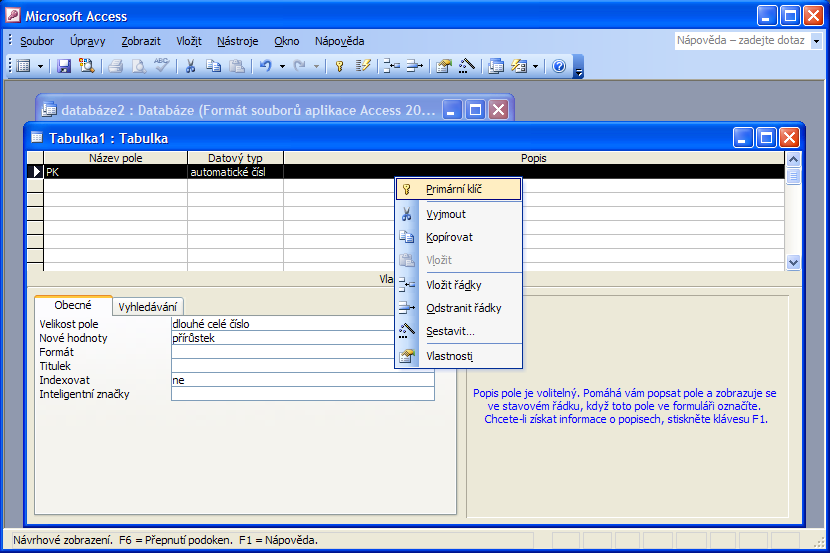 Microsoft Access
Soubor Úpravy Zobrazit Vložit Nástroje Okno Nápověda Nápověda – zadejte dotaz
databáze2 : Databáze (Formát souborů aplikace Access 20...
Tabulka1 : Tabulka
Název pole Datový typ Popis
PK automatické čísl
Primární klíč
Vyjmout
Kopírovat
Vložit
Vložit řádky
Odstranit řádky
Sestavit...
Vlastnosti
Vla
Obecné Vyhledávání
Velikost pole dlouhé celé číslo
Nové hodnoty přírůstek
Formát
Titulek
Indexovat ne
Inteligentní značky
Popis pole je volitelný. Pomáhá vám popsat pole a zobrazuje se
ve stavovém řádku, když toto pole ve formuláři označíte.
Chcete-li získat informace o popisech, stiskněte klávesu F1.
Návrhové zobrazení. F6 = Přepnutí podoken. F1 = Nápověda.